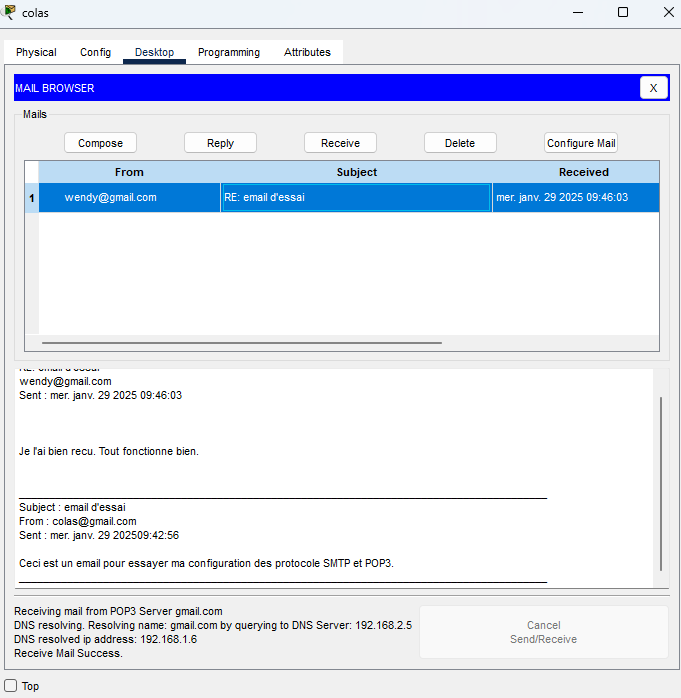 colas
Physical Config Desktop Programming Attributes
MAIL BROWSER X
Mails
Compose Reply Receive Delete Configure Mail
From Subject Received
1 wendy@gmail.com RE: email d'essai mer. janv. 29 2025 09:46:03
RE: email d'essai
wendy@gmail.com
Sent : mer. janv. 29 2025 09:46:03
Je l'ai bien recu. Tout fonctionne bien.
Subject : email d'essai
From : colas@gmail.com
Sent : mer. janv. 29 202509:42:56
Ceci est un email pour essayer ma configuration des protocole SMTP et POP3.
Receiving mail from POP3 Server gmail.com
DNS resolving. Resolving name: gmail.com by querying to DNS Server: 192.168.2.5
DNS resolved ip address: 192.168.1.6
Receive Mail Success.
Cancel
Send/Receive
Top